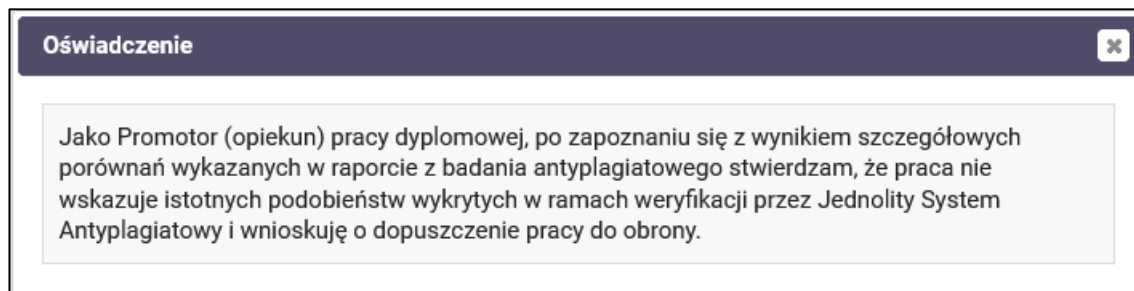 Oświadczenie
Jako Promotor (opiekun) pracy dyplomowej, po zapoznaniu się z wynikiem szczegółowych
porównań wykazanych w raporcie z badania antyplagiatowego stwierdzam, że praca nie
wskazuje istotnych podobieństw wykrytych w ramach weryfikacji przez Jednolity System
Antyplagiatowy i wnioskuję o dopuszczenie pracy do obrony.